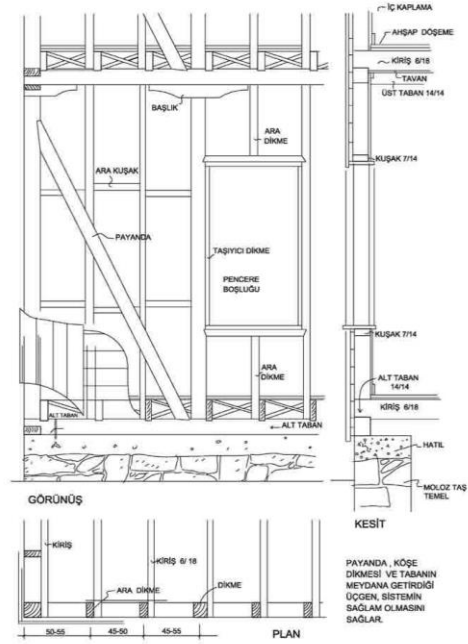 İÇ KAPLAMA
AHŞAP DÖŞEME
KİRİŞ 6/18
TAVAN
ÜST TABAN 14/14
BAŞLIK
ARA
DİKME
KUŞAK 7/14
ARA KUŞAK
PAYANDA
TAŞIYICI DİKME
PENCERE
BOŞLUĞU
KUŞAK 7/14
ARA
DİKME
ALT TABAN
14/14
KİRİŞ 6/18
ALT TABAN
ALT TABAN
HATIL
MOLOZ TAŞ
TEMEL
GÖRÜNÜŞ
KESİT
KİRİŞ
KİRİŞ 6/ 18
ARA DİKME
DİKME
50-55
45-50
45-55
PLAN
PAYANDA , KÖŞE
DİKMESİ VE TABANIN
MEYDANA GETİRDİĞİ
ÜÇGEN, SİSTEMİN
SAĞLAM OLMASINI
SAĞLAR.